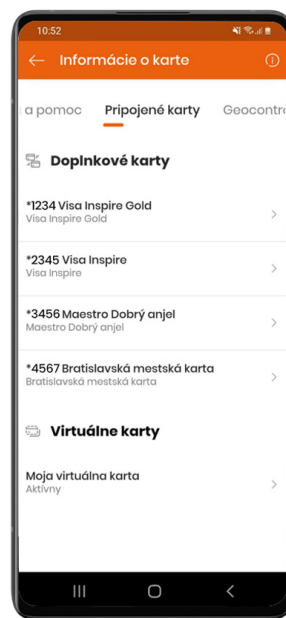 10:52
Informácie o karte
a pomoc Pripojené karty Geocontro
Doplnkové karty
*1234 Visa Inspire Gold
Visa Inspire Gold
*2345 Visa Inspire
Visa Inspire
*3456 Maestro Dobrý anjel
Maestro Dobrý anjel
*4567 Bratislavská mestská karta
Bratislavská mestská karta
Virtuálne karty
Moja virtuálna karta
Aktívny